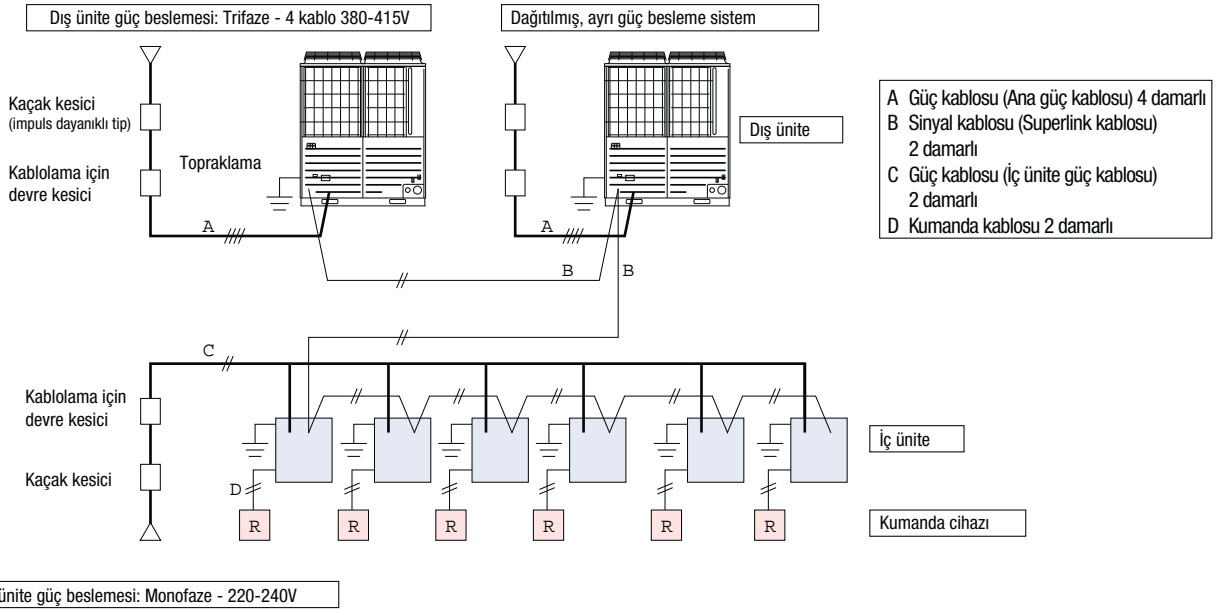 Dış ünite güç beslemesi: Trifaze - 4 kablo 380-415V
Dağıtılmış, ayrı güç besleme sistem
Kaçak kesici
(impuls dayanıklı tip)
Kablolama için
devre kesici
Topraklama
Dış ünite
A Güç kablosu (Ana güç kablosu) 4 damarlı
B Sinyal kablosu (Superlink kablosu)
2 damarlı
C Güç kablosu (İç ünite güç kablosu)
2 damarlı
D Kumanda kablosu 2 damarlı
A
A
B
B
C
Kablolama için
devre kesici
Kaçak kesici
İç ünite
D
R
R
R
R
R
R
Kumanda cihazı
ünite güç beslemesi: Monofaze - 220-240V